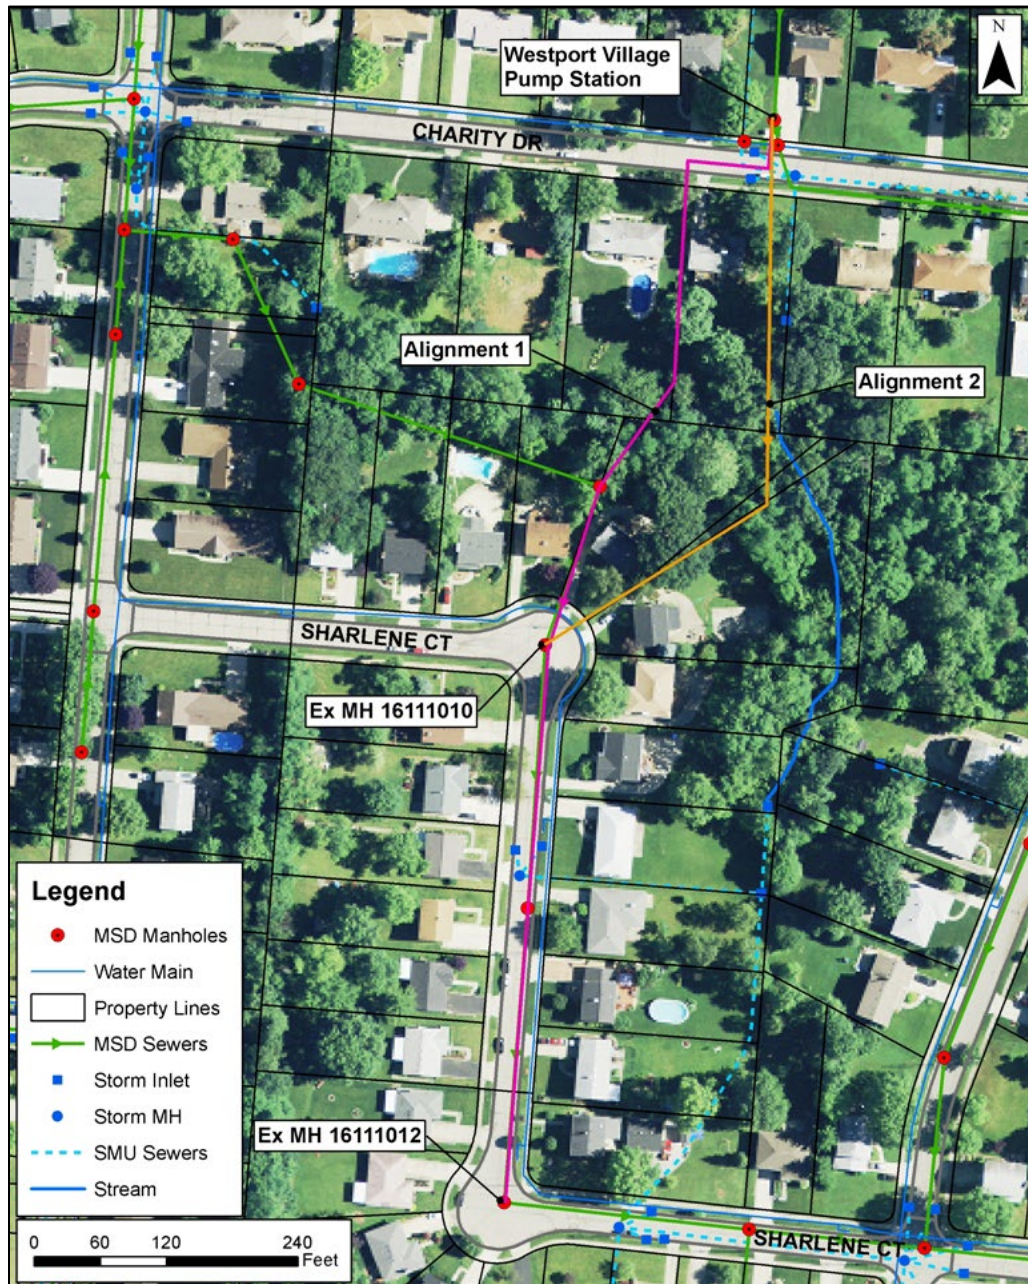 N
Westport Village
Pump Station
CHARITY DR
Alignment 1
Alignment 2
SHARLENE CT
Ex MH 16111010
Legend
MSD Manholes
Water Main
Property Lines
MSD Sewers
Storm Inlet
Storm MH
SMU Sewers
Stream
Ex MH 16111012
SHARLENE CT
0 60 120 240
Feet